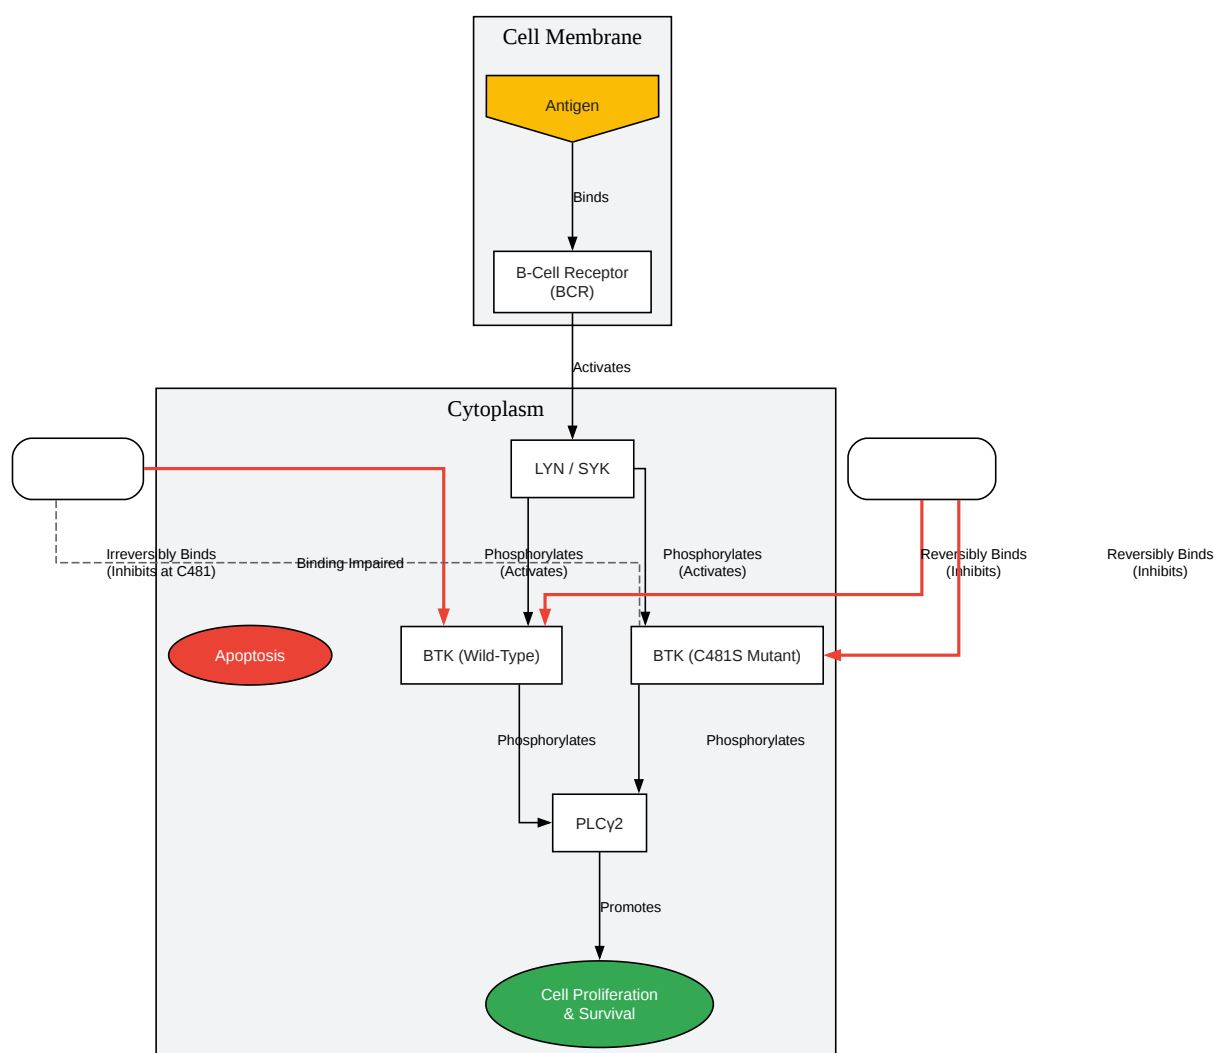 Cell Membrane
Antigen
Binds
B-Cell Receptor
(BCR)
Activates
Cytoplasm
LYN / SYK
Irreversibly Binds
(Inhibits at C481)
Binding Impaired
Phosphorylates
(Activates)
Phosphorylates
(Activates)
Reversibly Binds
(Inhibits)
Reversibly Binds
(Inhibits)
Apoptosis
BTK (Wild-Type)
BTK (C481S Mutant)
Phosphorylates
Phosphorylates
PLCγ2
Promotes
Cell Proliferation
& Survival